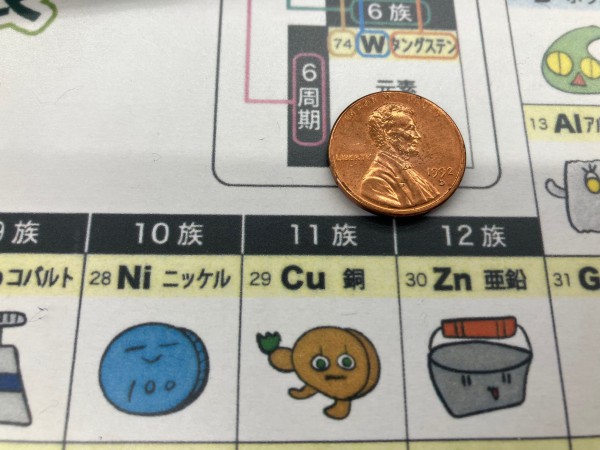 6族
74 W タングステン
元素
6周期
LIBERTY
1992
D
13 Al アル
9族
10族
11族
12族
コバルト
28 Ni ニッケル
29 Cu 銅
30 Zn 亜鉛
31 G
100